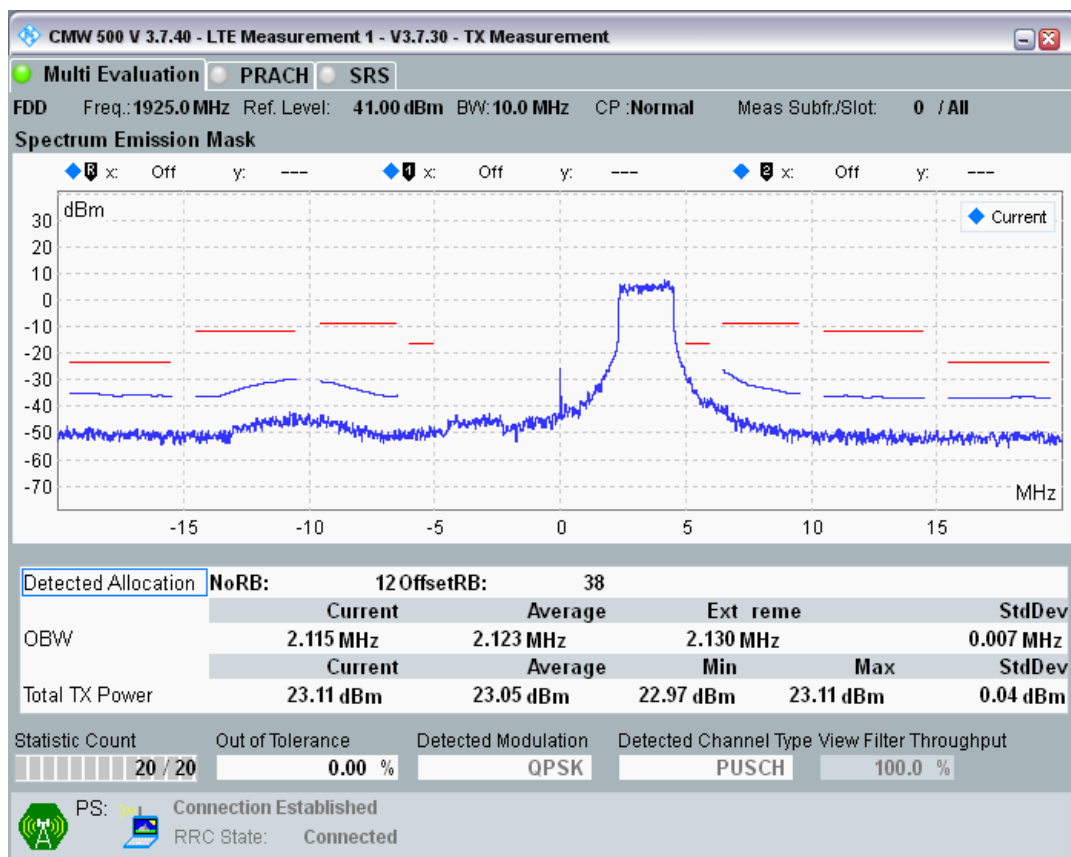 CMW 500 V 3.7.40 - LTE Measurement 1 - V3.7.30 - TX Measurement
Multi Evaluation PRACH SRS
FDD Freq.: 1925.0 MHz Ref. Level: 41.00 dBm BW: 10.0 MHz CP :Normal Meas Subfr./Slot: 0 / All
Spectrum Emission Mask
R x: Off y: --- 1 x: Off y: --- 2 x: Off y: ---
dBm
Current
30
20
10
0
-10
-20
-30
-40
-50
-60
-70
MHz
-15 -10 -5 0 5 10 15
Detected Allocation NoRB: 12 OffsetRB: 38
Current Average Ext reme StdDev
OBW 2.115 MHz 2.123 MHz 2.130 MHz 0.007 MHz
Current Average Min Max StdDev
Total TX Power 23.11 dBm 23.05 dBm 22.97 dBm 23.11 dBm 0.04 dBm
Statistic Count Out of Tolerance Detected Modulation Detected Channel Type View Filter Throughput
20 / 20 0.00 % QPSK PUSCH 100.0 %
PS: Connection Established
RRC State: Connected